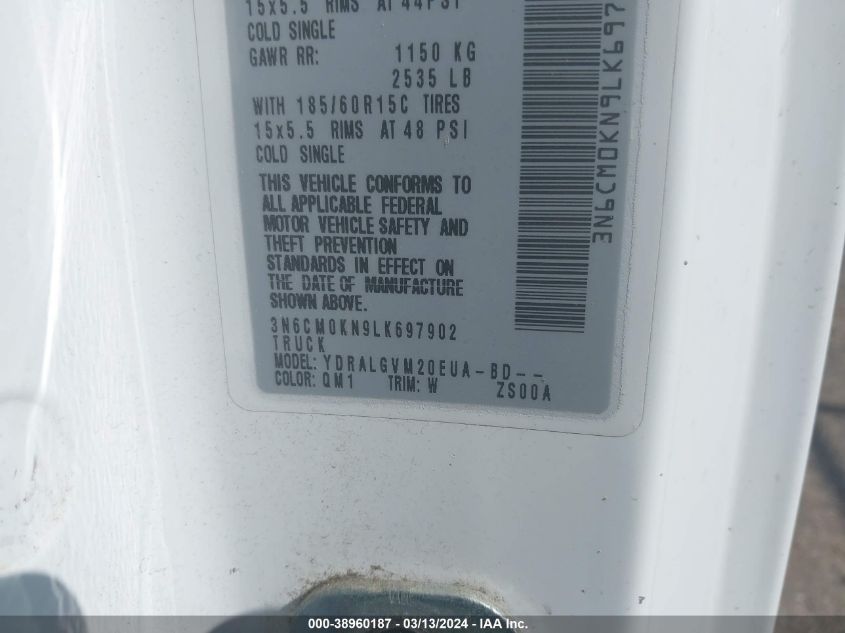 15x5.5 RIMS AT 44PSI
COLD SINGLE
GAWR RR: 1150 KG
2535 LB
WITH 185/60R15C TIRES
15x5.5 RIMS AT 48 PSI
COLD SINGLE
THIS VEHICLE CONFORMS TO
ALL APPLICABLE FEDERAL
MOTOR VEHICLE SAFETY AND
THEFT PREVENTION
STANDARDS IN EFFECT ON
THE DATE OF MANUFACTURE
SHOWN ABOVE.
3N6CM0KN9LK697902
TRUCK
MODEL: YDRALGVM20EUA-BD--
COLOR: QM1 TRIM: W ZS00A
3N6CM0KN9LK697
000-38960187 - 03/13/2024 - IAAI.com